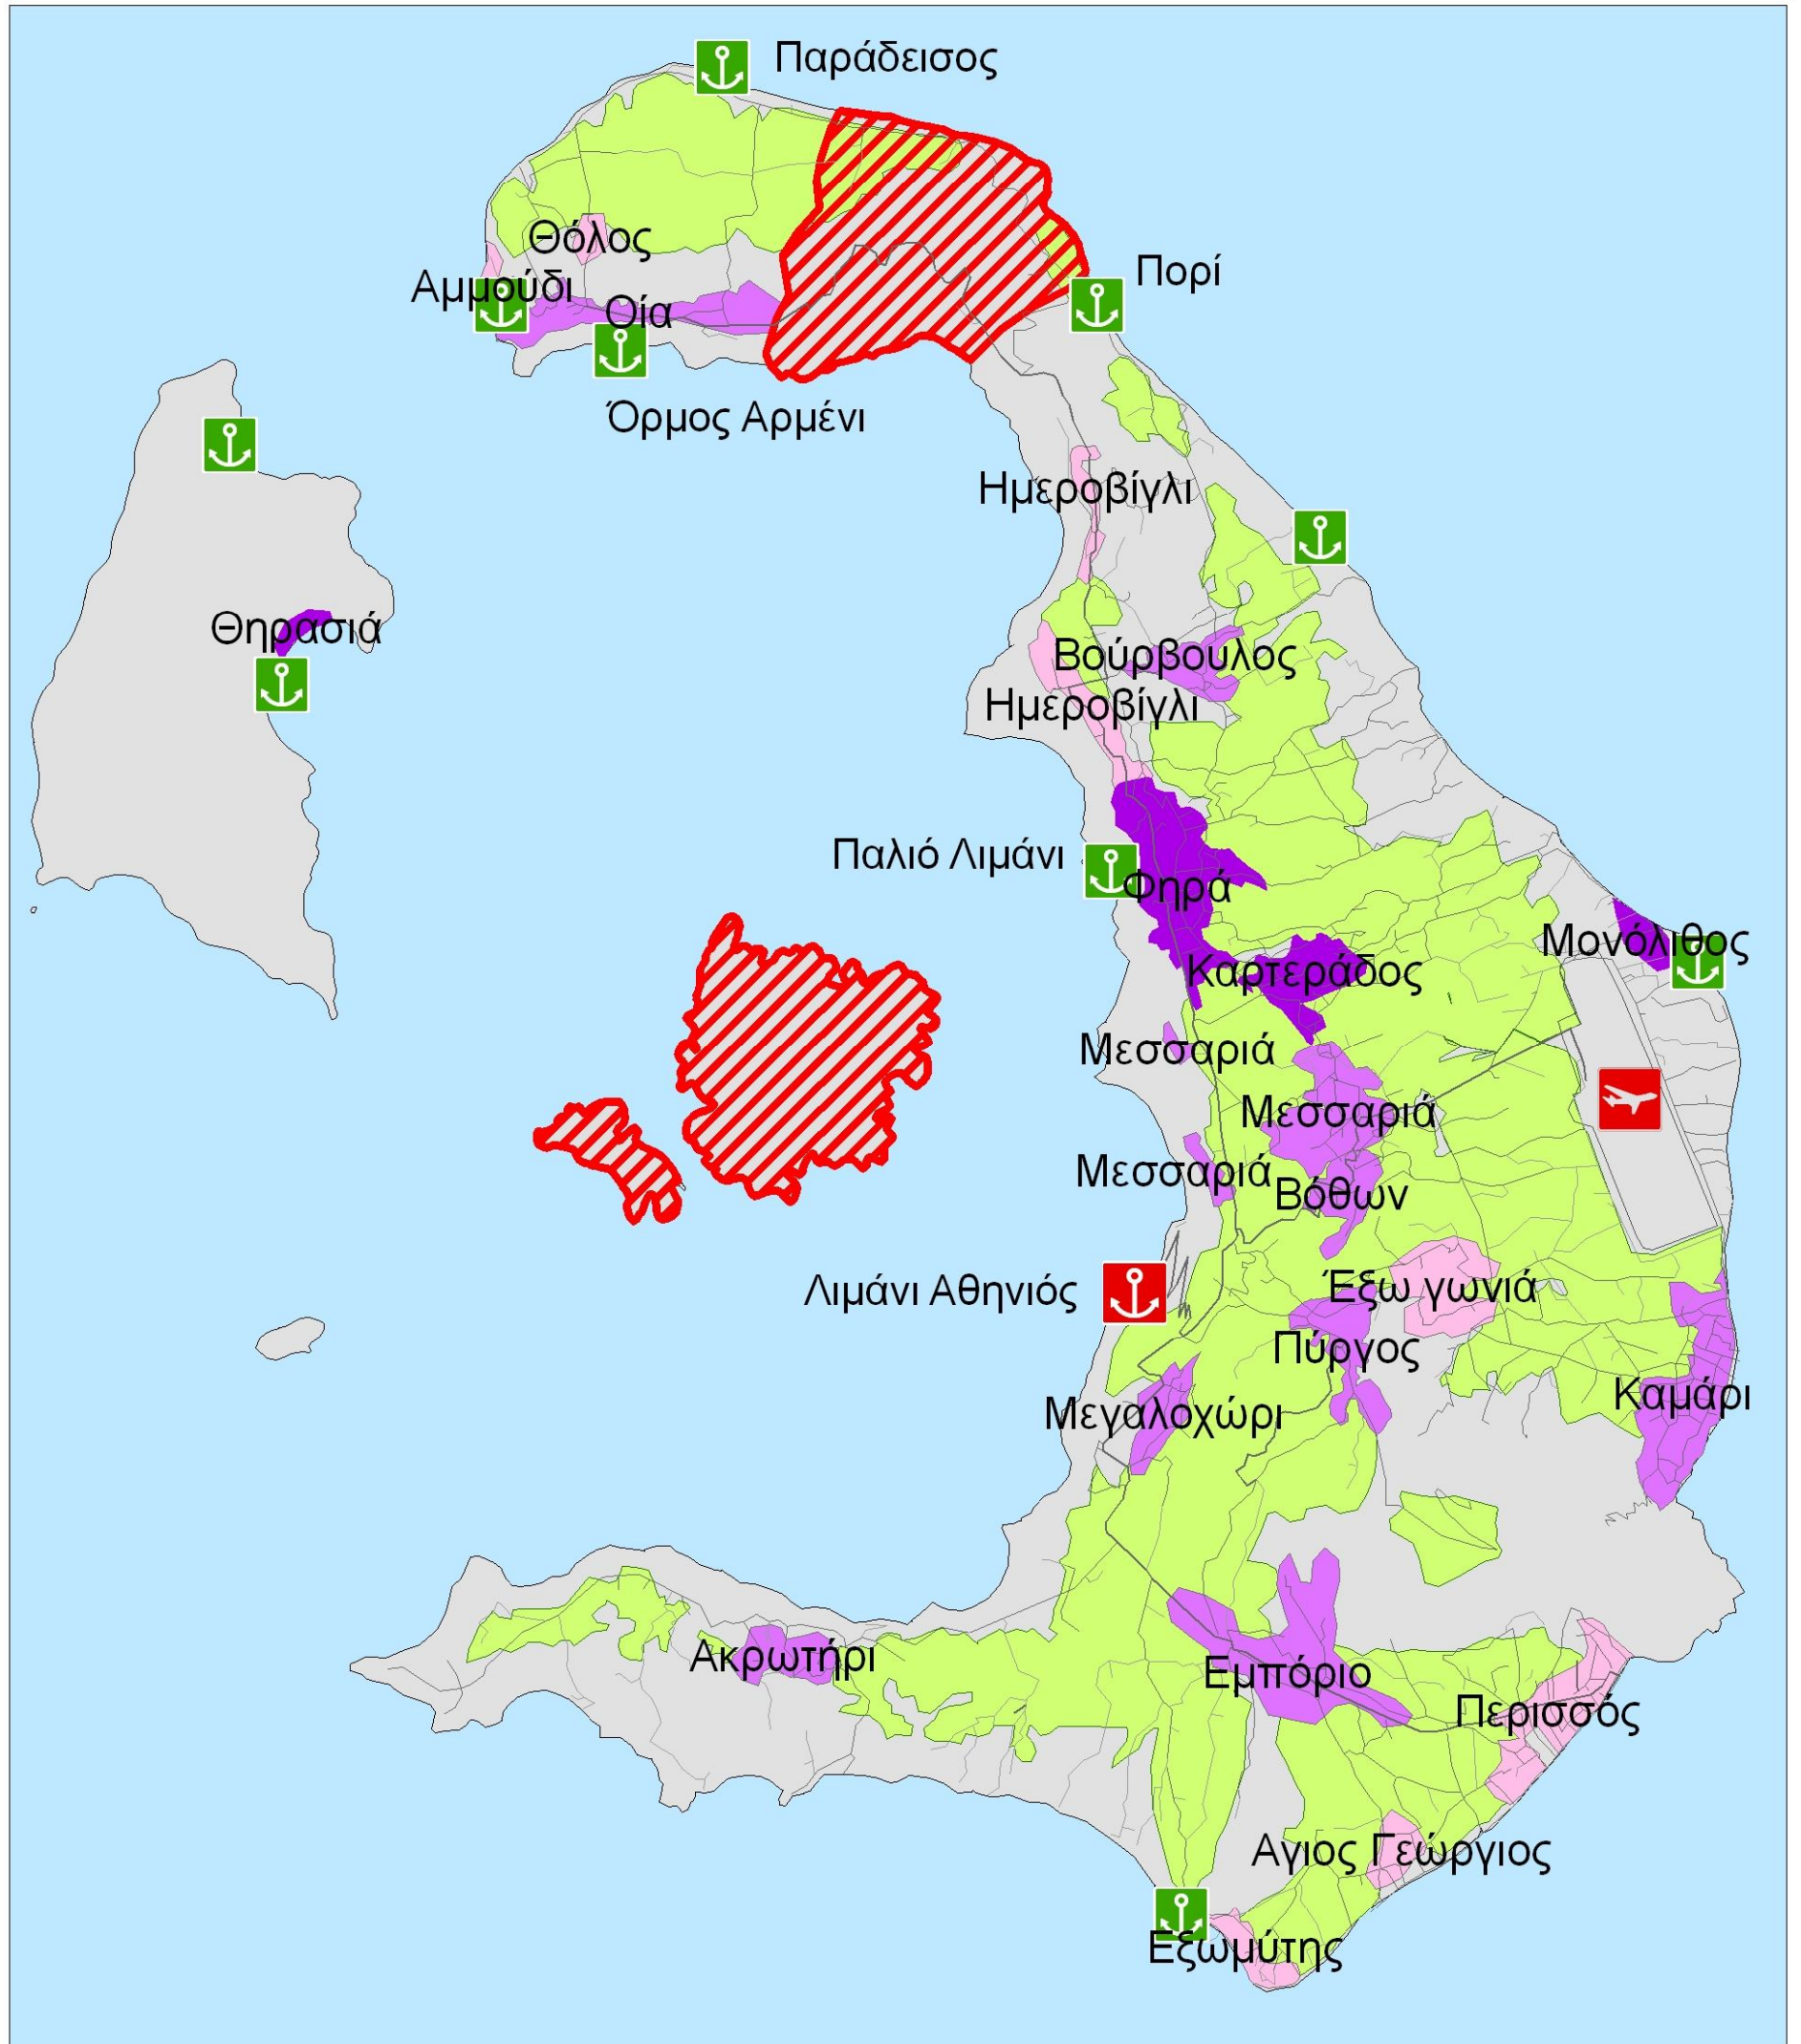 Παράδεισος
Θόλος
Πορί
Αμμούδι
Οία
Όρμος Αρμένι
Ημεροβίγλι
Θηρασιά
Βούρβουλος
Ημεροβίγλι
Παλιό Λιμάνι
Φηρά
Μονόλιθος
Καρτεράδος
Μεσσαριά
Μεσσαριά
Μεσσαριά
Βόθων
Έξω γωνιά
Λιμάνι Αθηνιός
Πύργος
Καμάρι
Μεγαλοχώρι
Ακρωτήρι
Εμπόριο
Περισσός
Αγιος Γεώργιος
Εξωμύτης